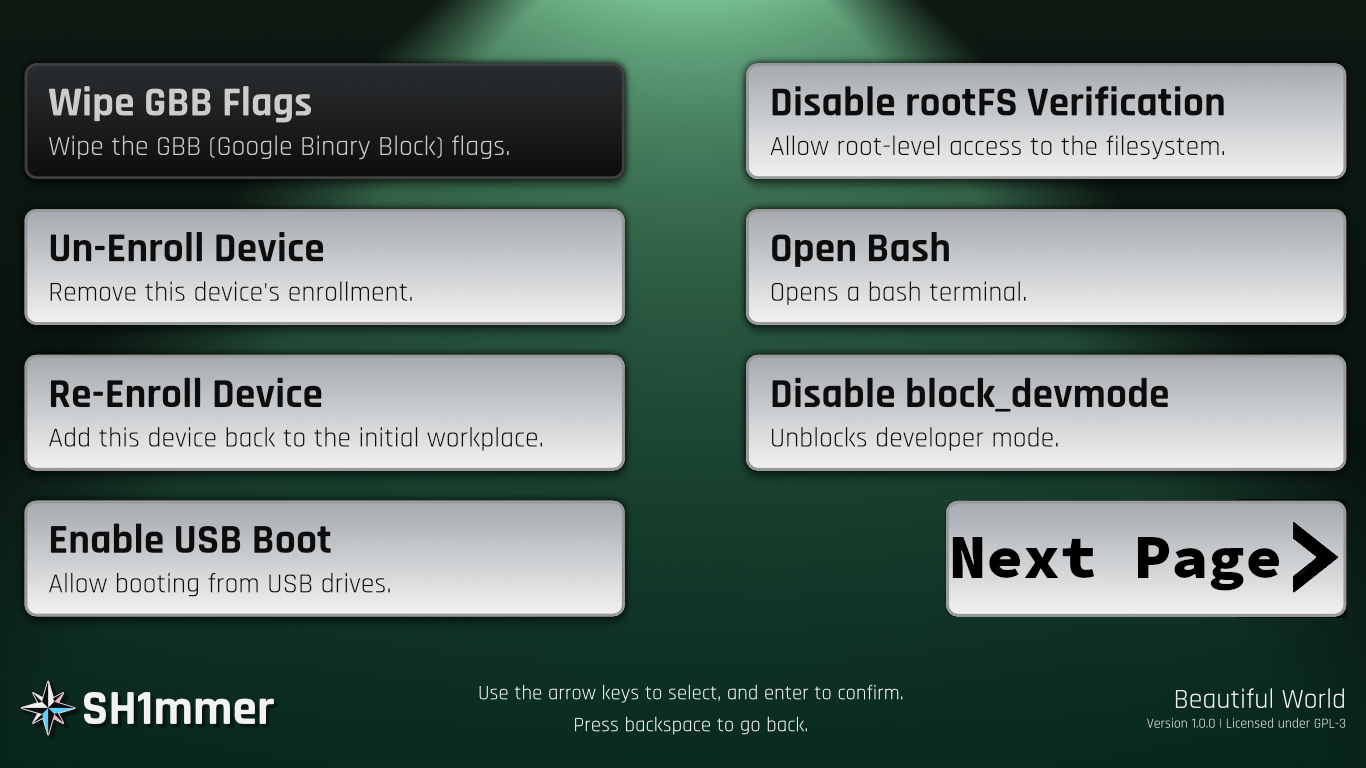 Wipe GBB Flags
Wipe the GBB (Google Binary Block) flags.
Un-Enroll Device
Remove this device's enrollment.
Re-Enroll Device
Add this device back to the initial workplace.
Enable USB Boot
Allow booting from USB drives.
Disable rootFS Verification
Allow root-level access to the filesystem.
Open Bash
Opens a bash terminal.
Disable block_devmode
Unblocks developer mode.
Next Page
SH1mmer
Use the arrow keys to select, and enter to confirm.
Press backspace to go back.
Beautiful World
Version 1.0.0 | Licensed under GPL-3